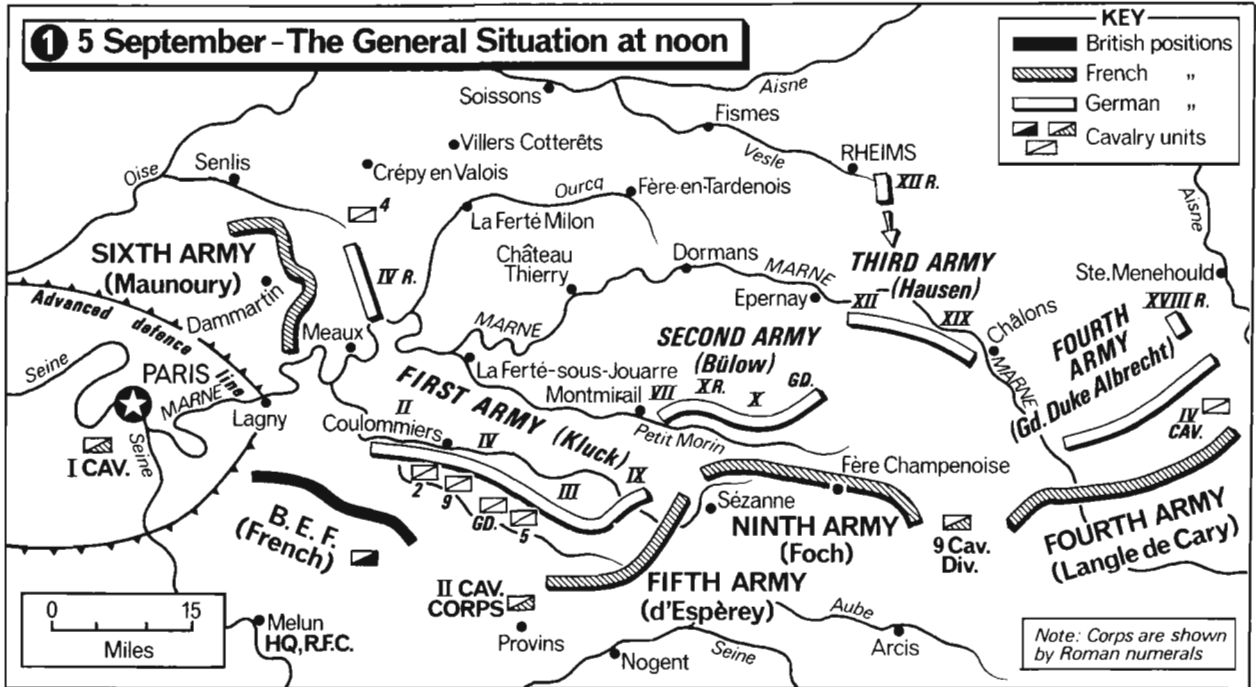 1 5 September - The General Situation at noon
KEY
British positions
French "
German "
Cavalry units
Aisne
Soissons
Fismes
Villers Cotterêts
Vesle
RHEIMS
Oise
Senlis
Crépy en Valois
Ourcq
Fère-en-Tardenois
XII R.
Aisne
4
La Ferté Milon
SIXTH ARMY
(Maunoury)
IV R.
Château
Thierry
Dormans
MARNE
THIRD ARMY
(Hausen)
Ste. Menehould
Epernay
XII
XIX
XVIII R.
Advanced defence
line
Dammartin
Meaux
MARNE
SECOND ARMY
(Bülow)
Châlons
MARNE
FOURTH
ARMY
(Gd. Duke Albrecht)
Seine
PARIS
MARNE
Lagny
La Ferté-sous-Jouarre
Montmirail
VII
X R.
X
GD.
FIRST ARMY (Kluck)
II
Coulommiers
IV
Petit Morin
IV
CAV.
I CAV.
Seine
III
IX
Fère Champenoise
2
9
GD.
5
Sézanne
B.E.F.
(French)
NINTH ARMY
(Foch)
9 Cav.
Div.
FOURTH ARMY
(Langle de Cary)
II CAV.
CORPS
FIFTH ARMY
(d'Espèrey)
0 15
Miles
Melun
HQ, R.F.C.
Provins
Nogent
Seine
Aube
Arcis
Note: Corps are shown
by Roman numerals